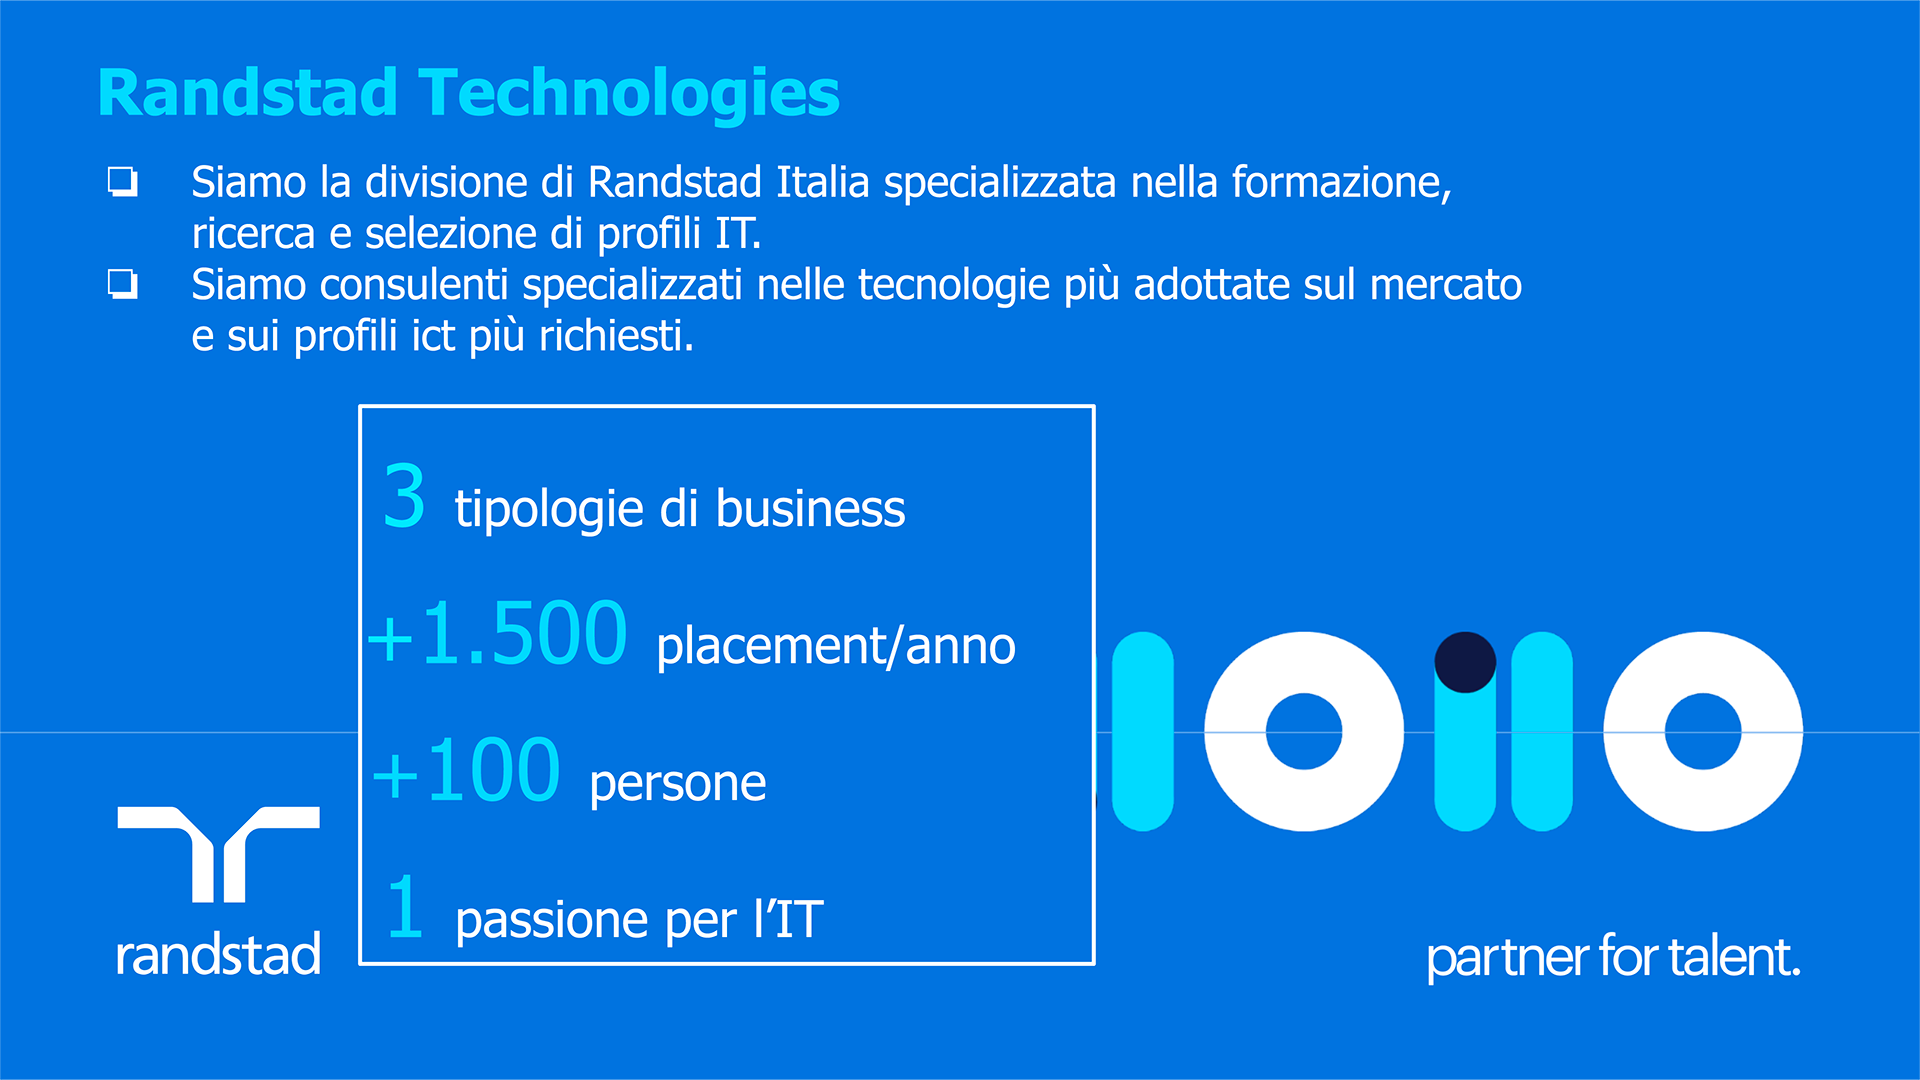 Randstad Technologies
❏ Siamo la divisione di Randstad Italia specializzata nella formazione,
ricerca e selezione di profili IT.
❏ Siamo consulenti specializzati nelle tecnologie più adottate sul mercato
e sui profili ict più richiesti.
3 tipologie di business
+1.500 placement/anno
+100 persone
1 passione per l’IT
randstad
partner for talent.